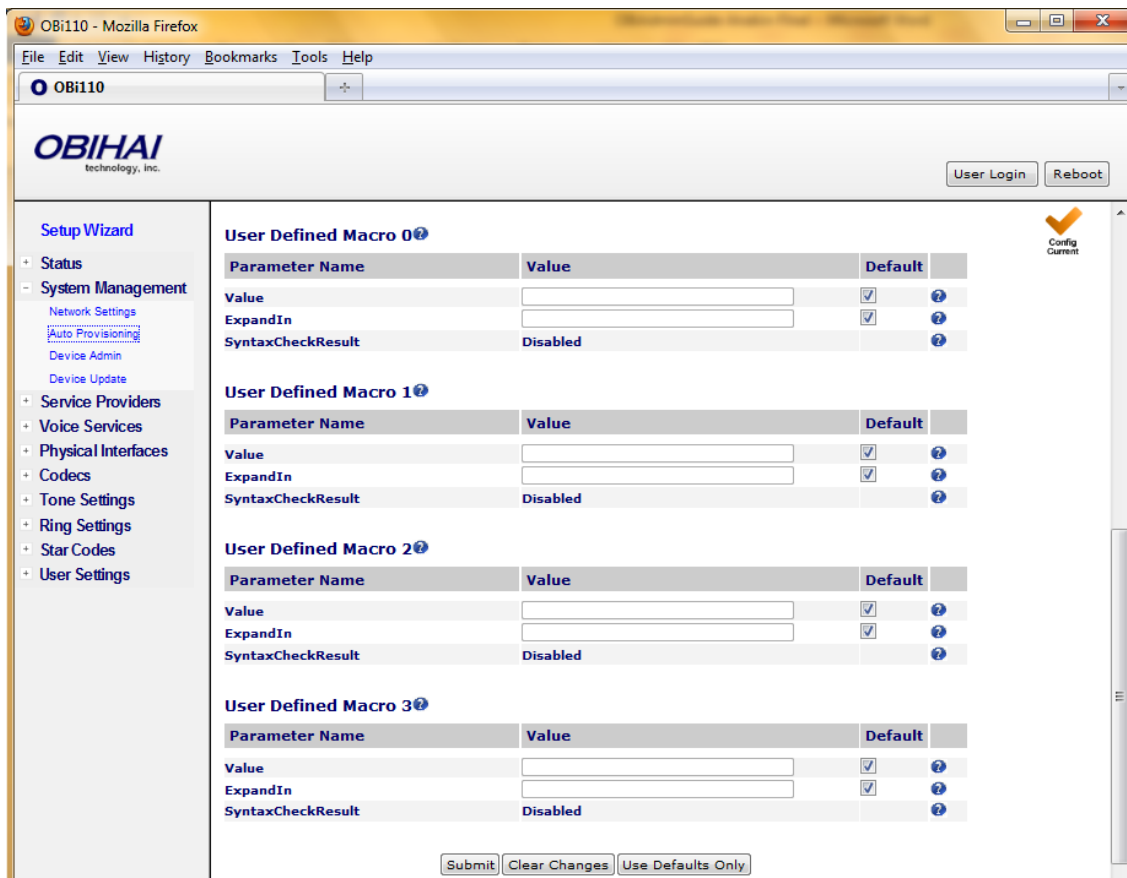 OBi110 - Mozilla Firefox
File Edit View History Bookmarks Tools Help
OBi110
OBIHAI
technology, inc.
User Login Reboot
Setup Wizard
Status
System Management
Network Settings
Auto Provisioning
Device Admin
Device Update
Service Providers
Voice Services
Physical Interfaces
Codecs
Tone Settings
Ring Settings
Star Codes
User Settings
Config
Current
User Defined Macro 0
Parameter Name Value Default
Value
ExpandIn
SyntaxCheckResult Disabled
User Defined Macro 1
Parameter Name Value Default
Value
ExpandIn
SyntaxCheckResult Disabled
User Defined Macro 2
Parameter Name Value Default
Value
ExpandIn
SyntaxCheckResult Disabled
User Defined Macro 3
Parameter Name Value Default
Value
ExpandIn
SyntaxCheckResult Disabled
Submit Clear Changes Use Defaults Only